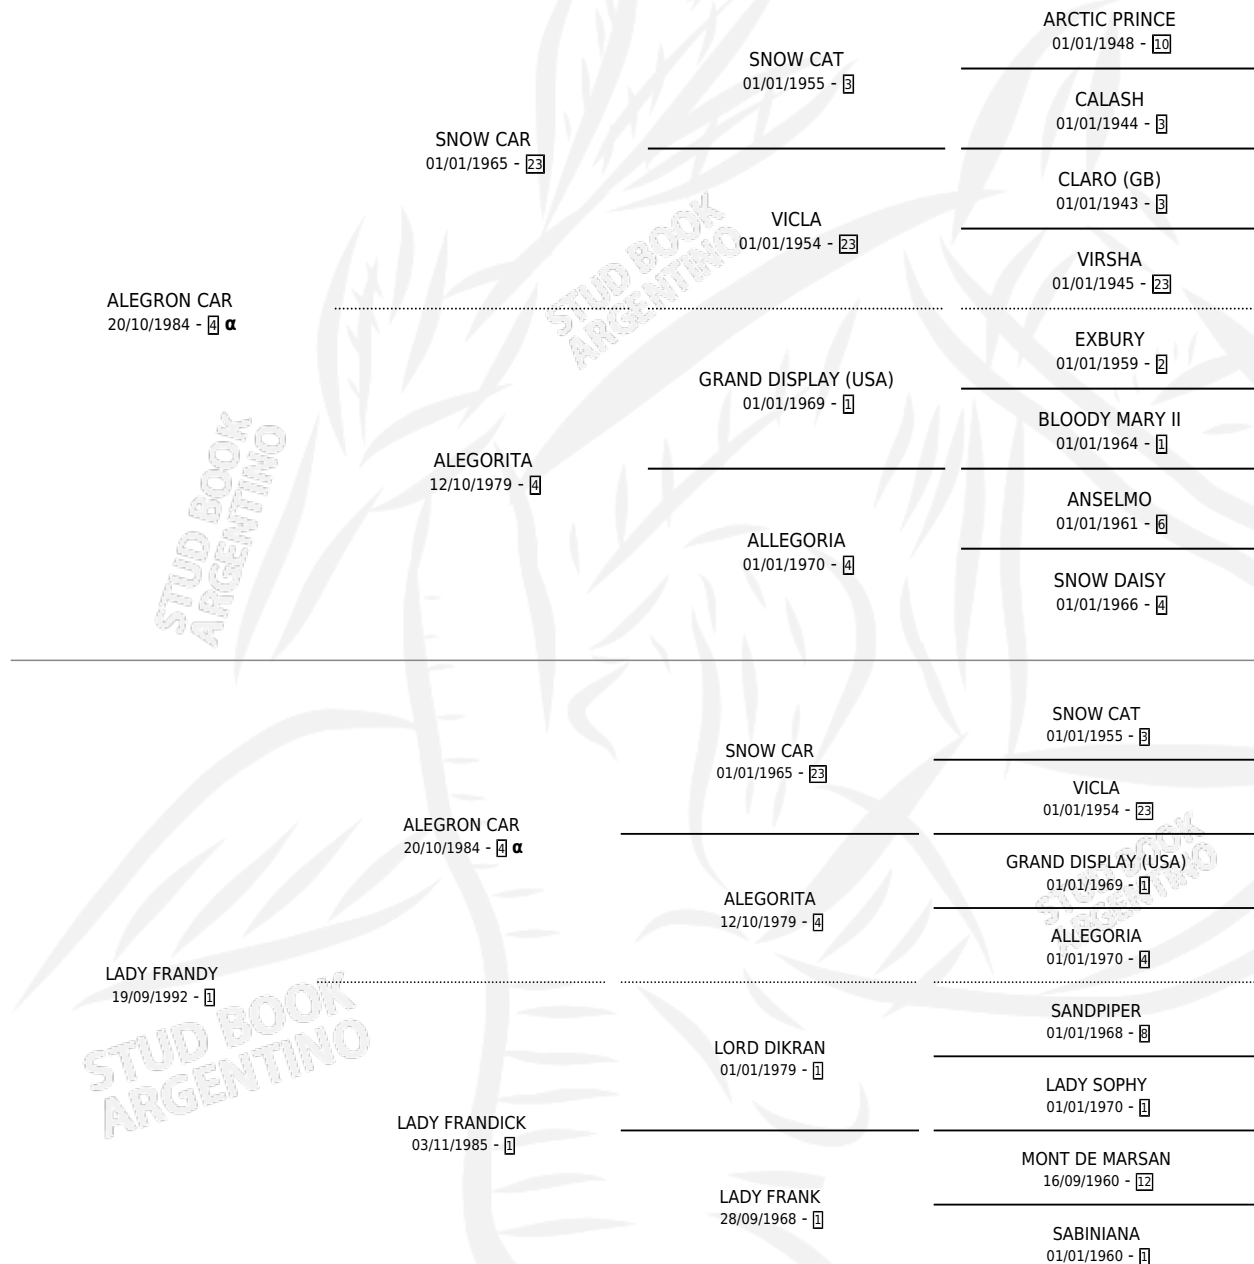 ARCTIC PRINCE
01/01/1948 - 10
SNOW CAT
01/01/1955 - 3
CALASH
01/01/1944 - 3
SNOW CAR
01/01/1965 - 23
CLARO (GB)
01/01/1943 - 3
VICLA
01/01/1954 - 23
VIRSHA
01/01/1945 - 23
STUD BOOK
ARGENTINO
ALEGRON CAR
20/10/1984 - 4 α
EXBURY
01/01/1959 - 2
GRAND DISPLAY (USA)
01/01/1969 - 1
BLOODY MARY II
01/01/1964 - 1
ALEGORITA
12/10/1979 - 4
ANSELMO
01/01/1961 - 6
ALLEGORIA
01/01/1970 - 4
SNOW DAISY
01/01/1966 - 4
STUD BOOK
ARGENTINO
SNOW CAT
01/01/1955 - 3
SNOW CAR
01/01/1965 - 23
VICLA
01/01/1954 - 23
ALEGRON CAR
20/10/1984 - 4 α
GRAND DISPLAY (USA)
01/01/1969 - 1
STUD BOOK
ARGENTINO
ALEGORITA
12/10/1979 - 4
ALLEGORIA
01/01/1970 - 4
LADY FRANDY
19/09/1992 - 1
SANDPIPER
01/01/1968 - 8
STUD BOOK
ARGENTINO
LORD DIKRAN
01/01/1979 - 1
LADY SOPHY
01/01/1970 - 1
LADY FRANDICK
03/11/1985 - 1
MONT DE MARSAN
16/09/1960 - 12
LADY FRANK
28/09/1968 - 1
SABINIANA
01/01/1960 - 1